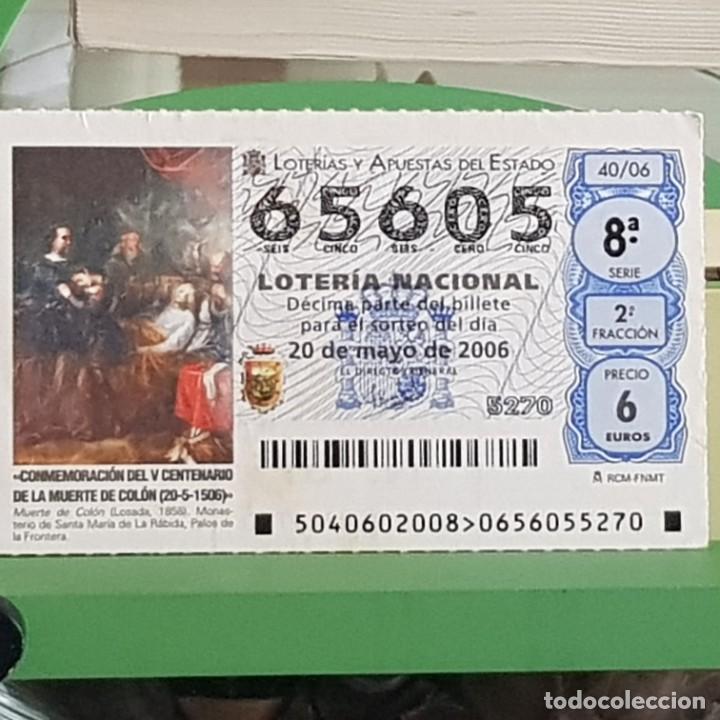 LOTERÍAS Y APUESTAS DEL ESTADO
65605
SEIS CINCO SEIS CERO CINCO
LOTERÍA NACIONAL
Décima parte del billete
para el sorteo del día
20 de mayo de 2006
EL DIRECTOR GENERAL
5270
40/06
8ª
SERIE
2ª
FRACCIÓN
PRECIO
6
EUROS
RCM-FNMT
5040602008>0656055270
«CONMEMORACIÓN DEL V CENTENARIO
DE LA MUERTE DE COLÓN (20-5-1506)»
Muerte de Colón (Losada, 1858). Monas-
terio de Santa María de La Rábida, Palos de
la Frontera.
todocoleccion